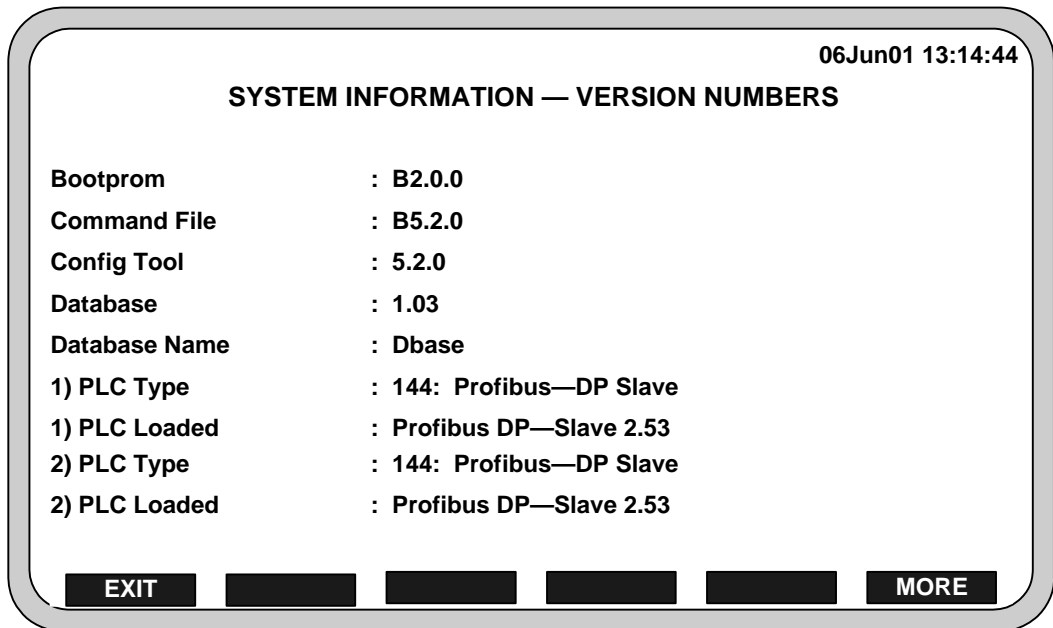 06Jun01 13:14:44
SYSTEM INFORMATION — VERSION NUMBERS
Bootprom : B2.0.0
Command File : B5.2.0
Config Tool : 5.2.0
Database : 1.03
Database Name : Dbase
1) PLC Type : 144: Profibus—DP Slave
1) PLC Loaded : Profibus DP—Slave 2.53
2) PLC Type : 144: Profibus—DP Slave
2) PLC Loaded : Profibus DP—Slave 2.53
EXIT MORE